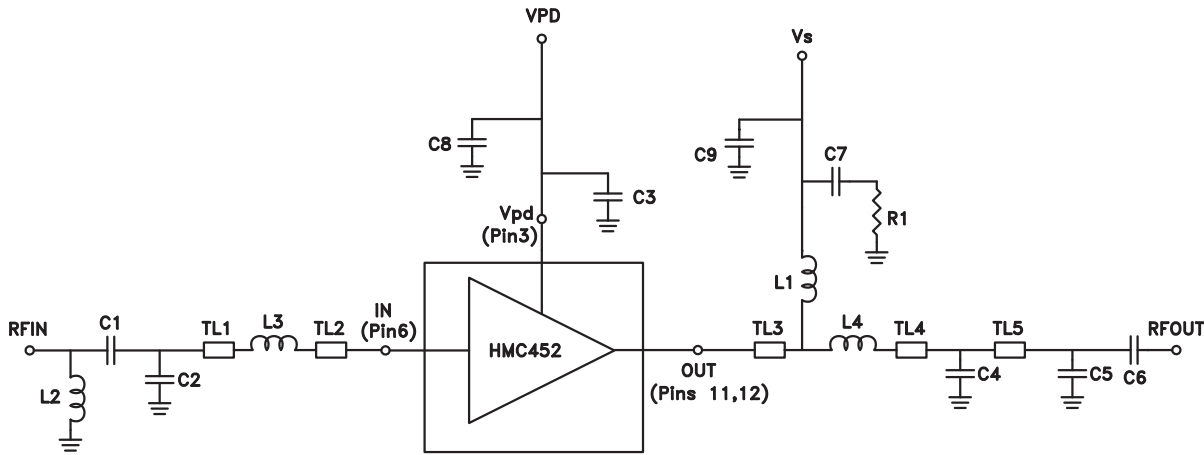 VPD
Vs
C8
C9
C7
C3
R1
Vpd
(Pin3)
L1
RFIN
C1
TL1
L3
TL2
IN
(Pin6)
HMC452
TL3
L4
TL4
TL5
RFOUT
L2
C2
OUT
(Pins 11,12)
C4
C5
C6